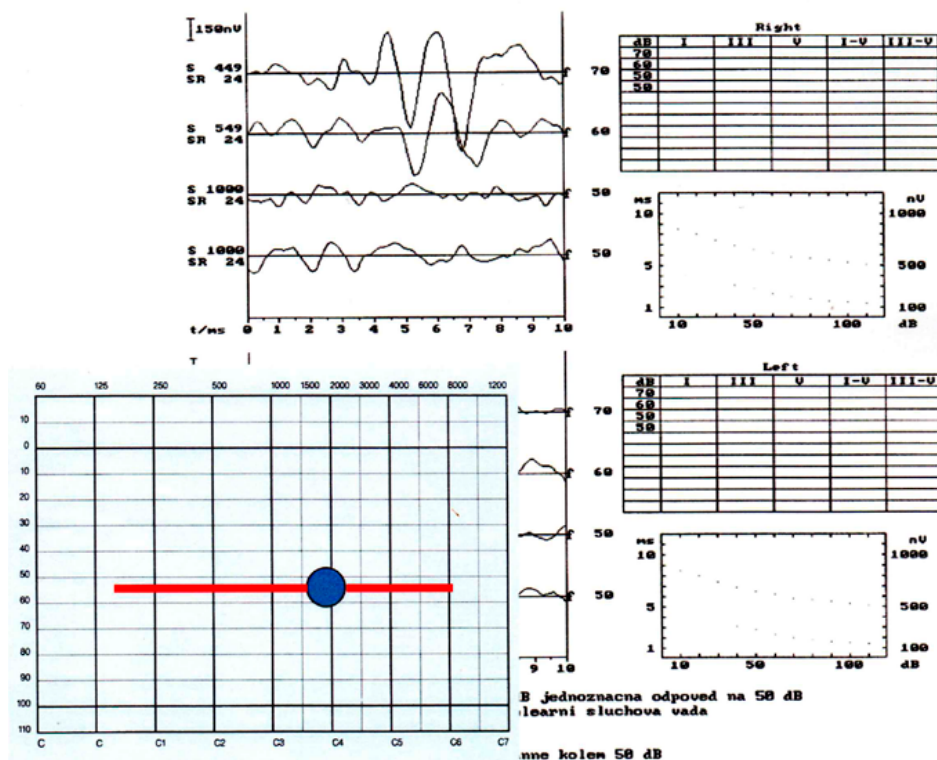 150nV
S 449
SR 24
70
S 549
SR 24
60
S 1000
SR 24
50
S 1000
SR 24
50
t/ms 0 1 2 3 4 5 6 7 8 9 10
Right
dB I III V I-V III-V
70
60
50
50
ms nV
10 1000
5 500
1 100
10 50 100 dB
60 125 250 500 1000 1500 2000 3000 4000 6000 8000 1200
10
0
10
20
30
40
50
60
70
80
90
100
110
C C C1 C2 C3 C4 C5 C6 C7
70
60
50
50
9 10
Left
dB I III V I-V III-V
70
60
50
50
ms nV
10 1000
5 500
1 100
10 50 100 dB
B jednoznacna odpoved na 50 dB
learni sluchova vada
nne kolem 50 dB